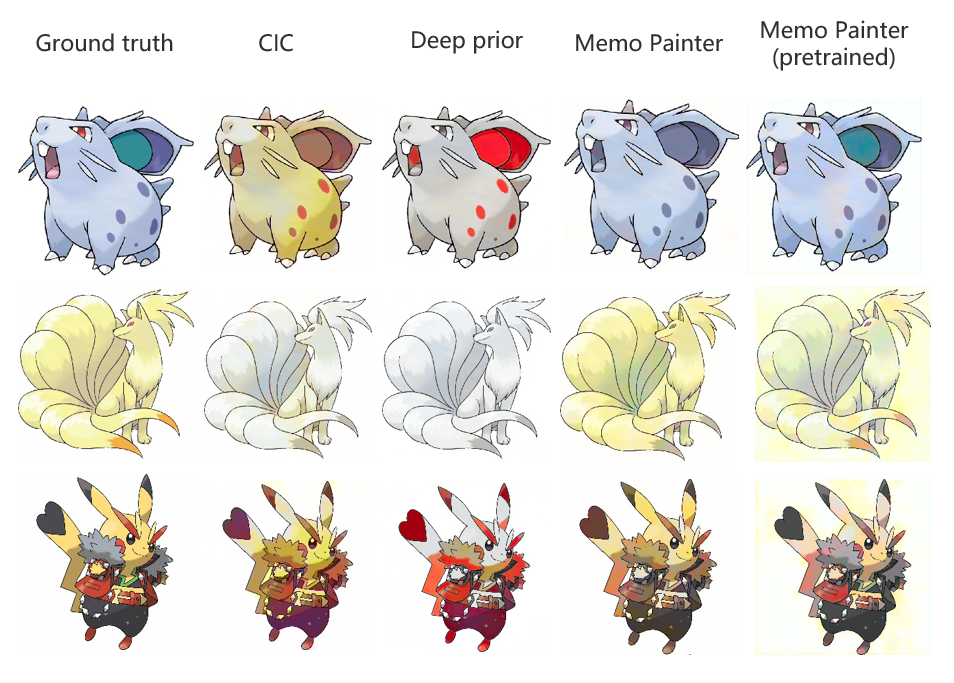 Ground truth
CIC
Deep prior
Memo Painter
Memo Painter
(pretrained)